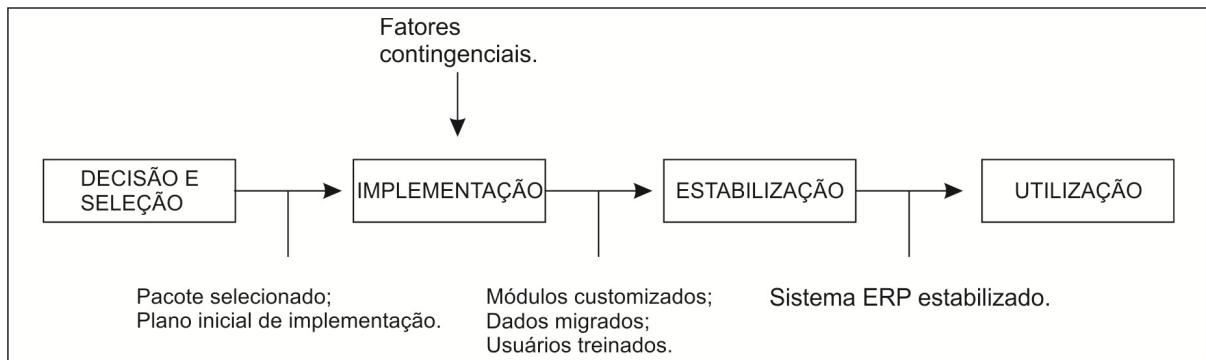 Fatores
contingenciais.
DECISÃO E
SELEÇÃO
IMPLEMENTAÇÃO
ESTABILIZAÇÃO
UTILIZAÇÃO
Pacote selecionado;
Plano inicial de implementação.
Módulos customizados;
Dados migrados;
Usuários treinados.
Sistema ERP estabilizado.